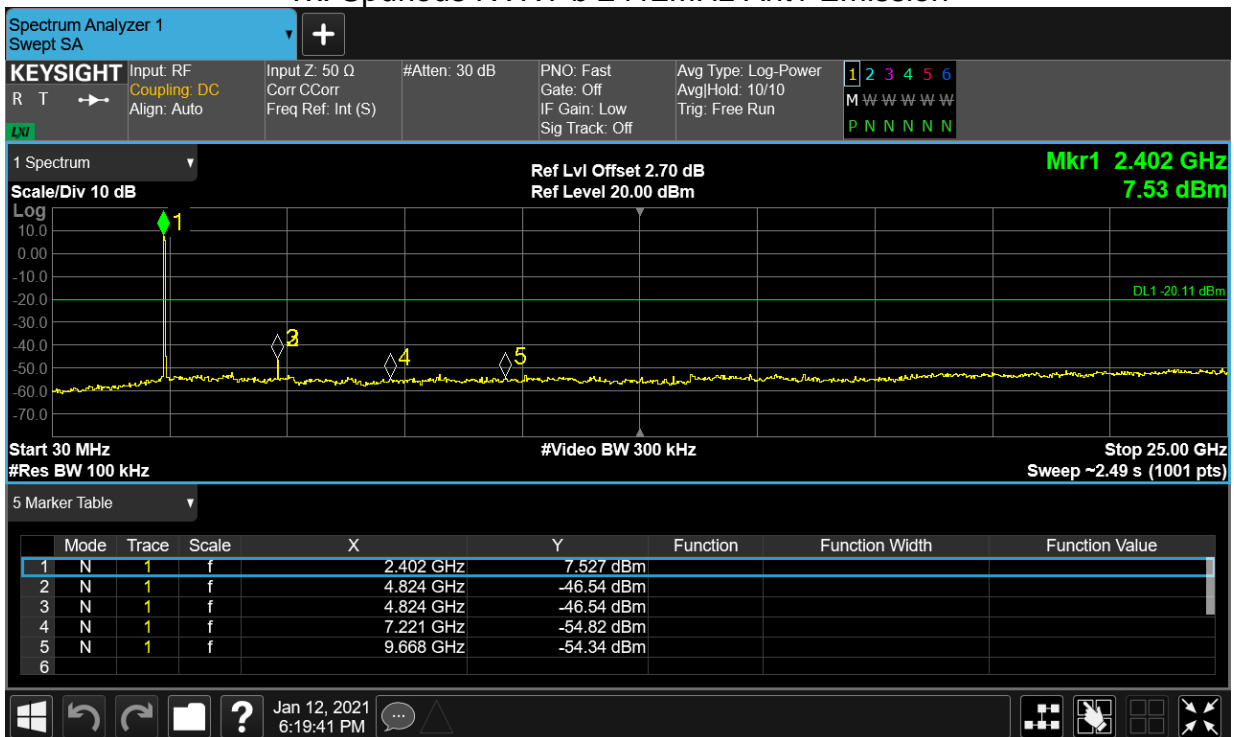 Spectrum Analyzer 1
Swept SA
KEYSIGHT
R T
LXI
Input: RF
Coupling: DC
Align: Auto
Input Z: 50 Ω
Corr CCorr
Freq Ref: Int (S)
#Atten: 30 dB
PNO: Fast
Gate: Off
IF Gain: Low
Sig Track: Off
Avg Type: Log-Power
Avg|Hold: 10/10
Trig: Free Run
1 2 3 4 5 6
M W W W W W
P N N N N N
1 Spectrum
Scale/Div 10 dB
Ref Lvl Offset 2.70 dB
Ref Level 20.00 dBm
Mkr1 2.402 GHz
7.53 dBm
Log
10.0
0.00
-10.0
-20.0
-30.0
-40.0
-50.0
-60.0
-70.0
1
3
4
5
DL1 -20.11 dBm
Start 30 MHz
#Res BW 100 kHz
#Video BW 300 kHz
Stop 25.00 GHz
Sweep ~2.49 s (1001 pts)
5 Marker Table
Mode Trace Scale X Y Function Function Width Function Value
1 N 1 f 2.402 GHz 7.527 dBm
2 N 1 f 4.824 GHz -46.54 dBm
3 N 1 f 4.824 GHz -46.54 dBm
4 N 1 f 7.221 GHz -54.82 dBm
5 N 1 f 9.668 GHz -54.34 dBm
6
?
Jan 12, 2021
6:19:41 PM